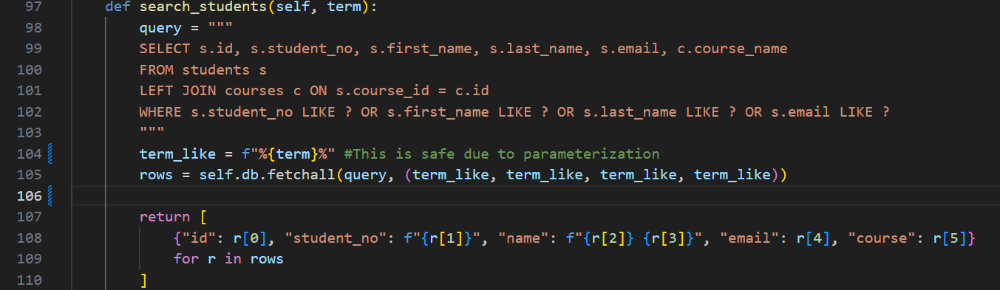 97 def search_students(self, term):
98 query = """
99 SELECT s.id, s.student_no, s.first_name, s.last_name, s.email, c.course_name
100 FROM students s
101 LEFT JOIN courses c ON s.course_id = c.id
102 WHERE s.student_no LIKE ? OR s.first_name LIKE ? OR s.last_name LIKE ? OR s.email LIKE ?
103 """
104 term_like = f"%{term}%" #This is safe due to parameterization
105 rows = self.db.fetchall(query, (term_like, term_like, term_like, term_like))
106
107 return [
108 {"id": r[0], "student_no": f"{r[1]}", "name": f"{r[2]} {r[3]}", "email": r[4], "course": r[5]}
109 for r in rows
110 ]